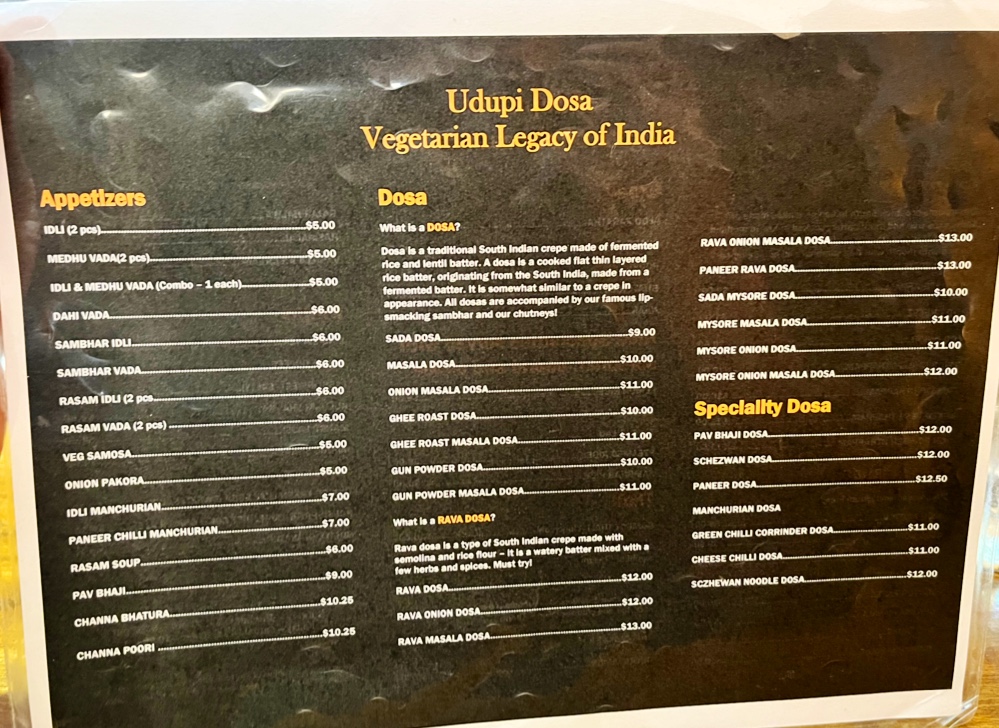 Udupi Dosa
Vegetarian Legacy of India
Appetizers
IDLI (2 pcs)..........$5.00
MEDHU VADA(2 pcs)..........$5.00
IDLI & MEDHU VADA (Combo – 1 each)..........$5.00
DAHI VADA..........$6.00
SAMBHAR IDLI..........$6.00
SAMBHAR VADA..........$6.00
RASAM IDLI (2 pcs..........$6.00
RASAM VADA (2 pcs) ..........$6.00
VEG SAMOSA..........$5.00
ONION PAKORA..........$5.00
IDLI MANCHURIAN..........$7.00
PANEER CHILLI MANCHURIAN..........$7.00
RASAM SOUP..........$6.00
PAV BHAJI..........$9.00
CHANNA BHATURA..........$10.25
CHANNA POORI ..........$10.25
Dosa
What is a DOSA?
Dosa is a traditional South Indian crepe made of fermented
rice and lentil batter. A dosa is a cooked flat thin layered
rice batter, originating from the South India, made from a
fermented batter. It is somewhat similar to a crepe in
appearance. All dosas are accompanied by our famous lip-
smacking sambhar and our chutneys!
SADA DOSA..........$9.00
MASALA DOSA..........$10.00
ONION MASALA DOSA..........$11.00
GHEE ROAST DOSA..........$10.00
GHEE ROAST MASALA DOSA..........$11.00
GUN POWDER DOSA..........$10.00
GUN POWDER MASALA DOSA..........$11.00
What is a RAVA DOSA?
Rava dosa is a type of South Indian crepe made with
semolina and rice flour – it is a watery batter mixed with a
few herbs and spices. Must try!
RAVA DOSA..........$12.00
RAVA ONION DOSA..........$12.00
RAVA MASALA DOSA..........$13.00
RAVA ONION MASALA DOSA..........$13.00
PANEER RAVA DOSA..........$13.00
SADA MYSORE DOSA..........$10.00
MYSORE MASALA DOSA..........$11.00
MYSORE ONION DOSA..........$11.00
MYSORE ONION MASALA DOSA..........$12.00
Speciality Dosa
PAV BHAJI DOSA..........$12.00
SCHEZWAN DOSA..........$12.00
PANEER DOSA..........$12.50
MANCHURIAN DOSA
GREEN CHILLI CORRINDER DOSA..........$11.00
CHEESE CHILLI DOSA..........$11.00
SCZHEWAN NOODLE DOSA..........$12.00